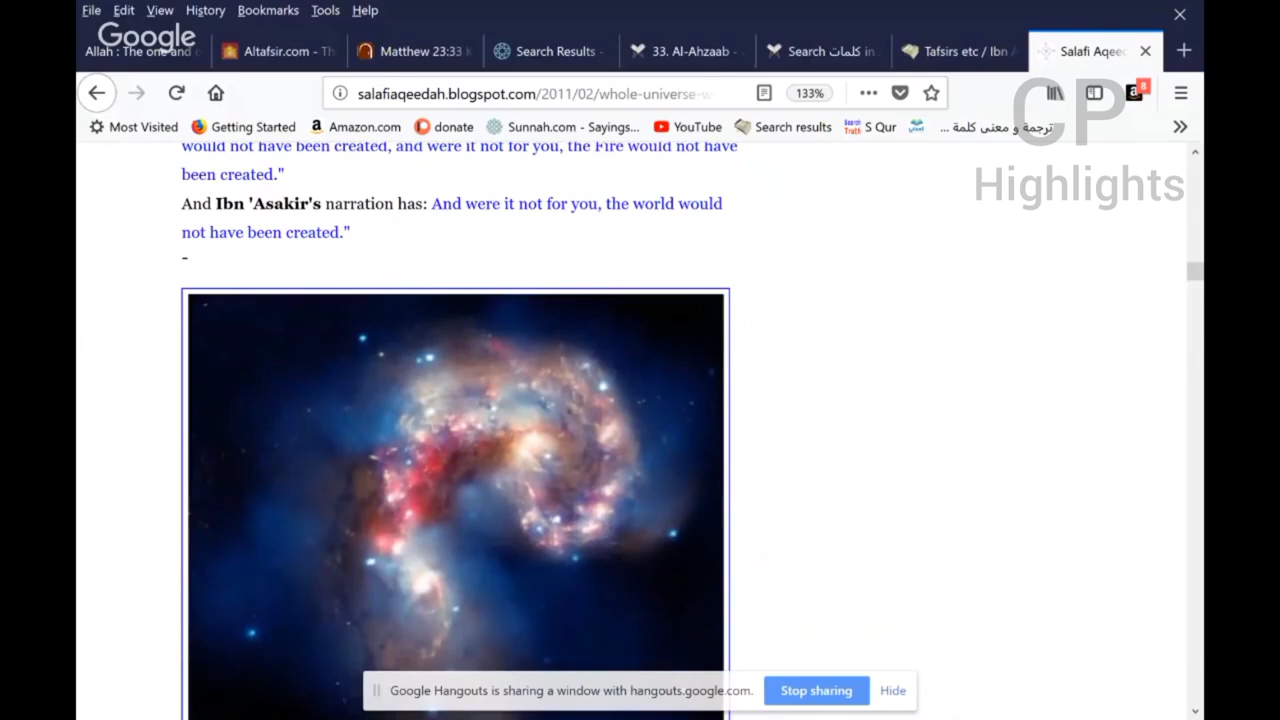 File Edit View History Bookmarks Tools Help
Google
Allah : The one and o
Altafsir.com - Th
Matthew 23:33
Search Results -
33. Al-Ahzaab -
Search كلمات in
Tafsirs etc / Ibn A
Salafi Aqeed
salafiaqeedah.blogspot.com/2011/02/whole-universe-w
133%
8
Most Visited Getting Started Amazon.com donate Sunnah.com - Sayings... YouTube Search results S Qur ترجمة و معنى كلمة ...
CP
Highlights
would not have been created, and were it not for you, the Fire would not have
been created."
And Ibn 'Asakir's narration has: And were it not for you, the world would
not have been created."
-
Google Hangouts is sharing a window with hangouts.google.com. Stop sharing Hide